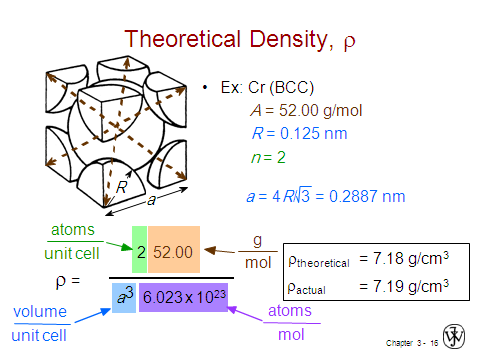 Theoretical Density, ρ
• Ex: Cr (BCC)
A = 52.00 g/mol
R = 0.125 nm
n = 2
a = 4R/√3 = 0.2887 nm
R
a
atoms
unit cell
2 52.00
g
mol
ρ =
a³ 6.023 x 10²³
volume
unit cell
atoms
mol
ρtheoretical = 7.18 g/cm³
ρactual = 7.19 g/cm³
Chapter 3 - 16